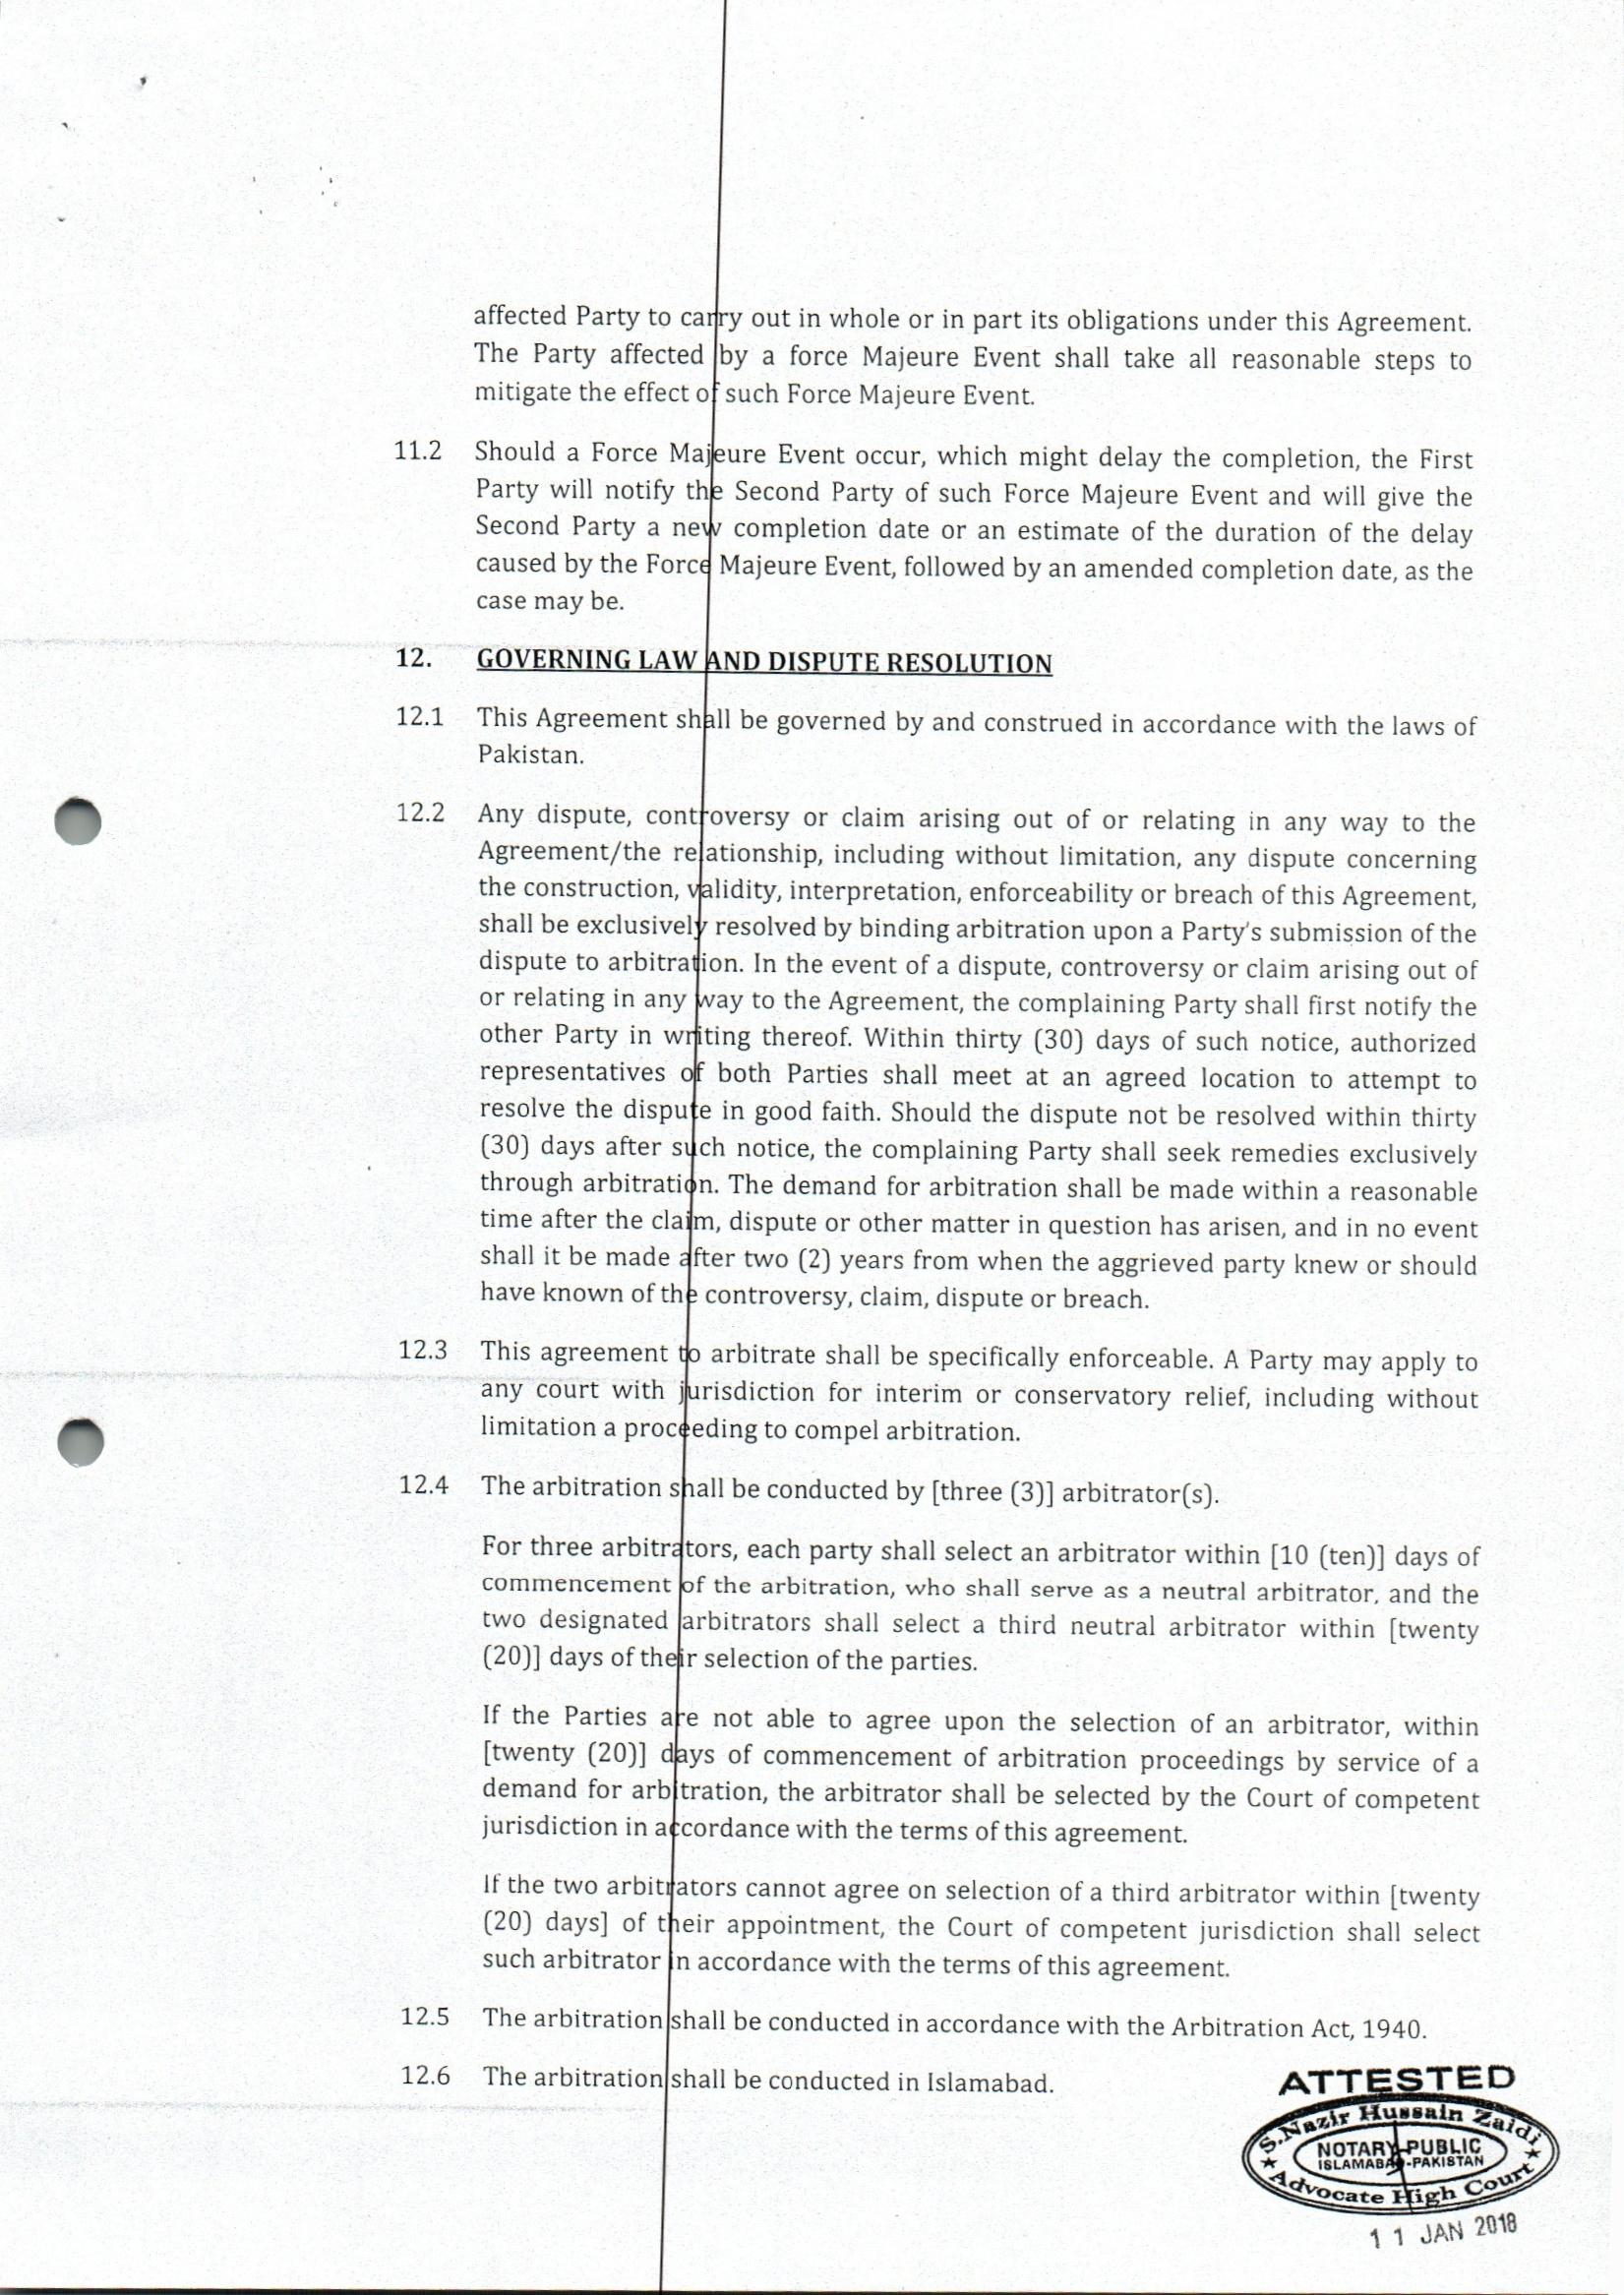 affected Party to carry out in whole or in part its obligations under this Agreement.
The Party affected by a force Majeure Event shall take all reasonable steps to
mitigate the effect of such Force Majeure Event.
11.2 Should a Force Majeure Event occur, which might delay the completion, the First
Party will notify the Second Party of such Force Majeure Event and will give the
Second Party a new completion date or an estimate of the duration of the delay
caused by the Force Majeure Event, followed by an amended completion date, as the
case may be.
12. GOVERNING LAW AND DISPUTE RESOLUTION
12.1 This Agreement shall be governed by and construed in accordance with the laws of
Pakistan.
12.2 Any dispute, controversy or claim arising out of or relating in any way to the
Agreement/the relationship, including without limitation, any dispute concerning
the construction, validity, interpretation, enforceability or breach of this Agreement,
shall be exclusively resolved by binding arbitration upon a Party's submission of the
dispute to arbitration. In the event of a dispute, controversy or claim arising out of
or relating in any way to the Agreement, the complaining Party shall first notify the
other Party in writing thereof. Within thirty (30) days of such notice, authorized
representatives of both Parties shall meet at an agreed location to attempt to
resolve the dispute in good faith. Should the dispute not be resolved within thirty
(30) days after such notice, the complaining Party shall seek remedies exclusively
through arbitration. The demand for arbitration shall be made within a reasonable
time after the claim, dispute or other matter in question has arisen, and in no event
shall it be made after two (2) years from when the aggrieved party knew or should
have known of the controversy, claim, dispute or breach.
12.3 This agreement to arbitrate shall be specifically enforceable. A Party may apply to
any court with jurisdiction for interim or conservatory relief, including without
limitation a proceeding to compel arbitration.
12.4 The arbitration shall be conducted by [three (3)] arbitrator(s).
For three arbitrators, each party shall select an arbitrator within [10 (ten)] days of
commencement of the arbitration, who shall serve as a neutral arbitrator, and the
two designated arbitrators shall select a third neutral arbitrator within [twenty
(20)] days of their selection of the parties.
If the Parties are not able to agree upon the selection of an arbitrator, within
[twenty (20)] days of commencement of arbitration proceedings by service of a
demand for arbitration, the arbitrator shall be selected by the Court of competent
jurisdiction in accordance with the terms of this agreement.
If the two arbitrators cannot agree on selection of a third arbitrator within [twenty
(20) days] of their appointment, the Court of competent jurisdiction shall select
such arbitrator in accordance with the terms of this agreement.
12.5 The arbitration shall be conducted in accordance with the Arbitration Act, 1940.
12.6 The arbitration shall be conducted in Islamabad.
ATTESTED
S.Nazir Hussain Zaidi
NOTARY PUBLIC
ISLAMABAD-PAKISTAN
Advocate High Court
11 JAN 2018